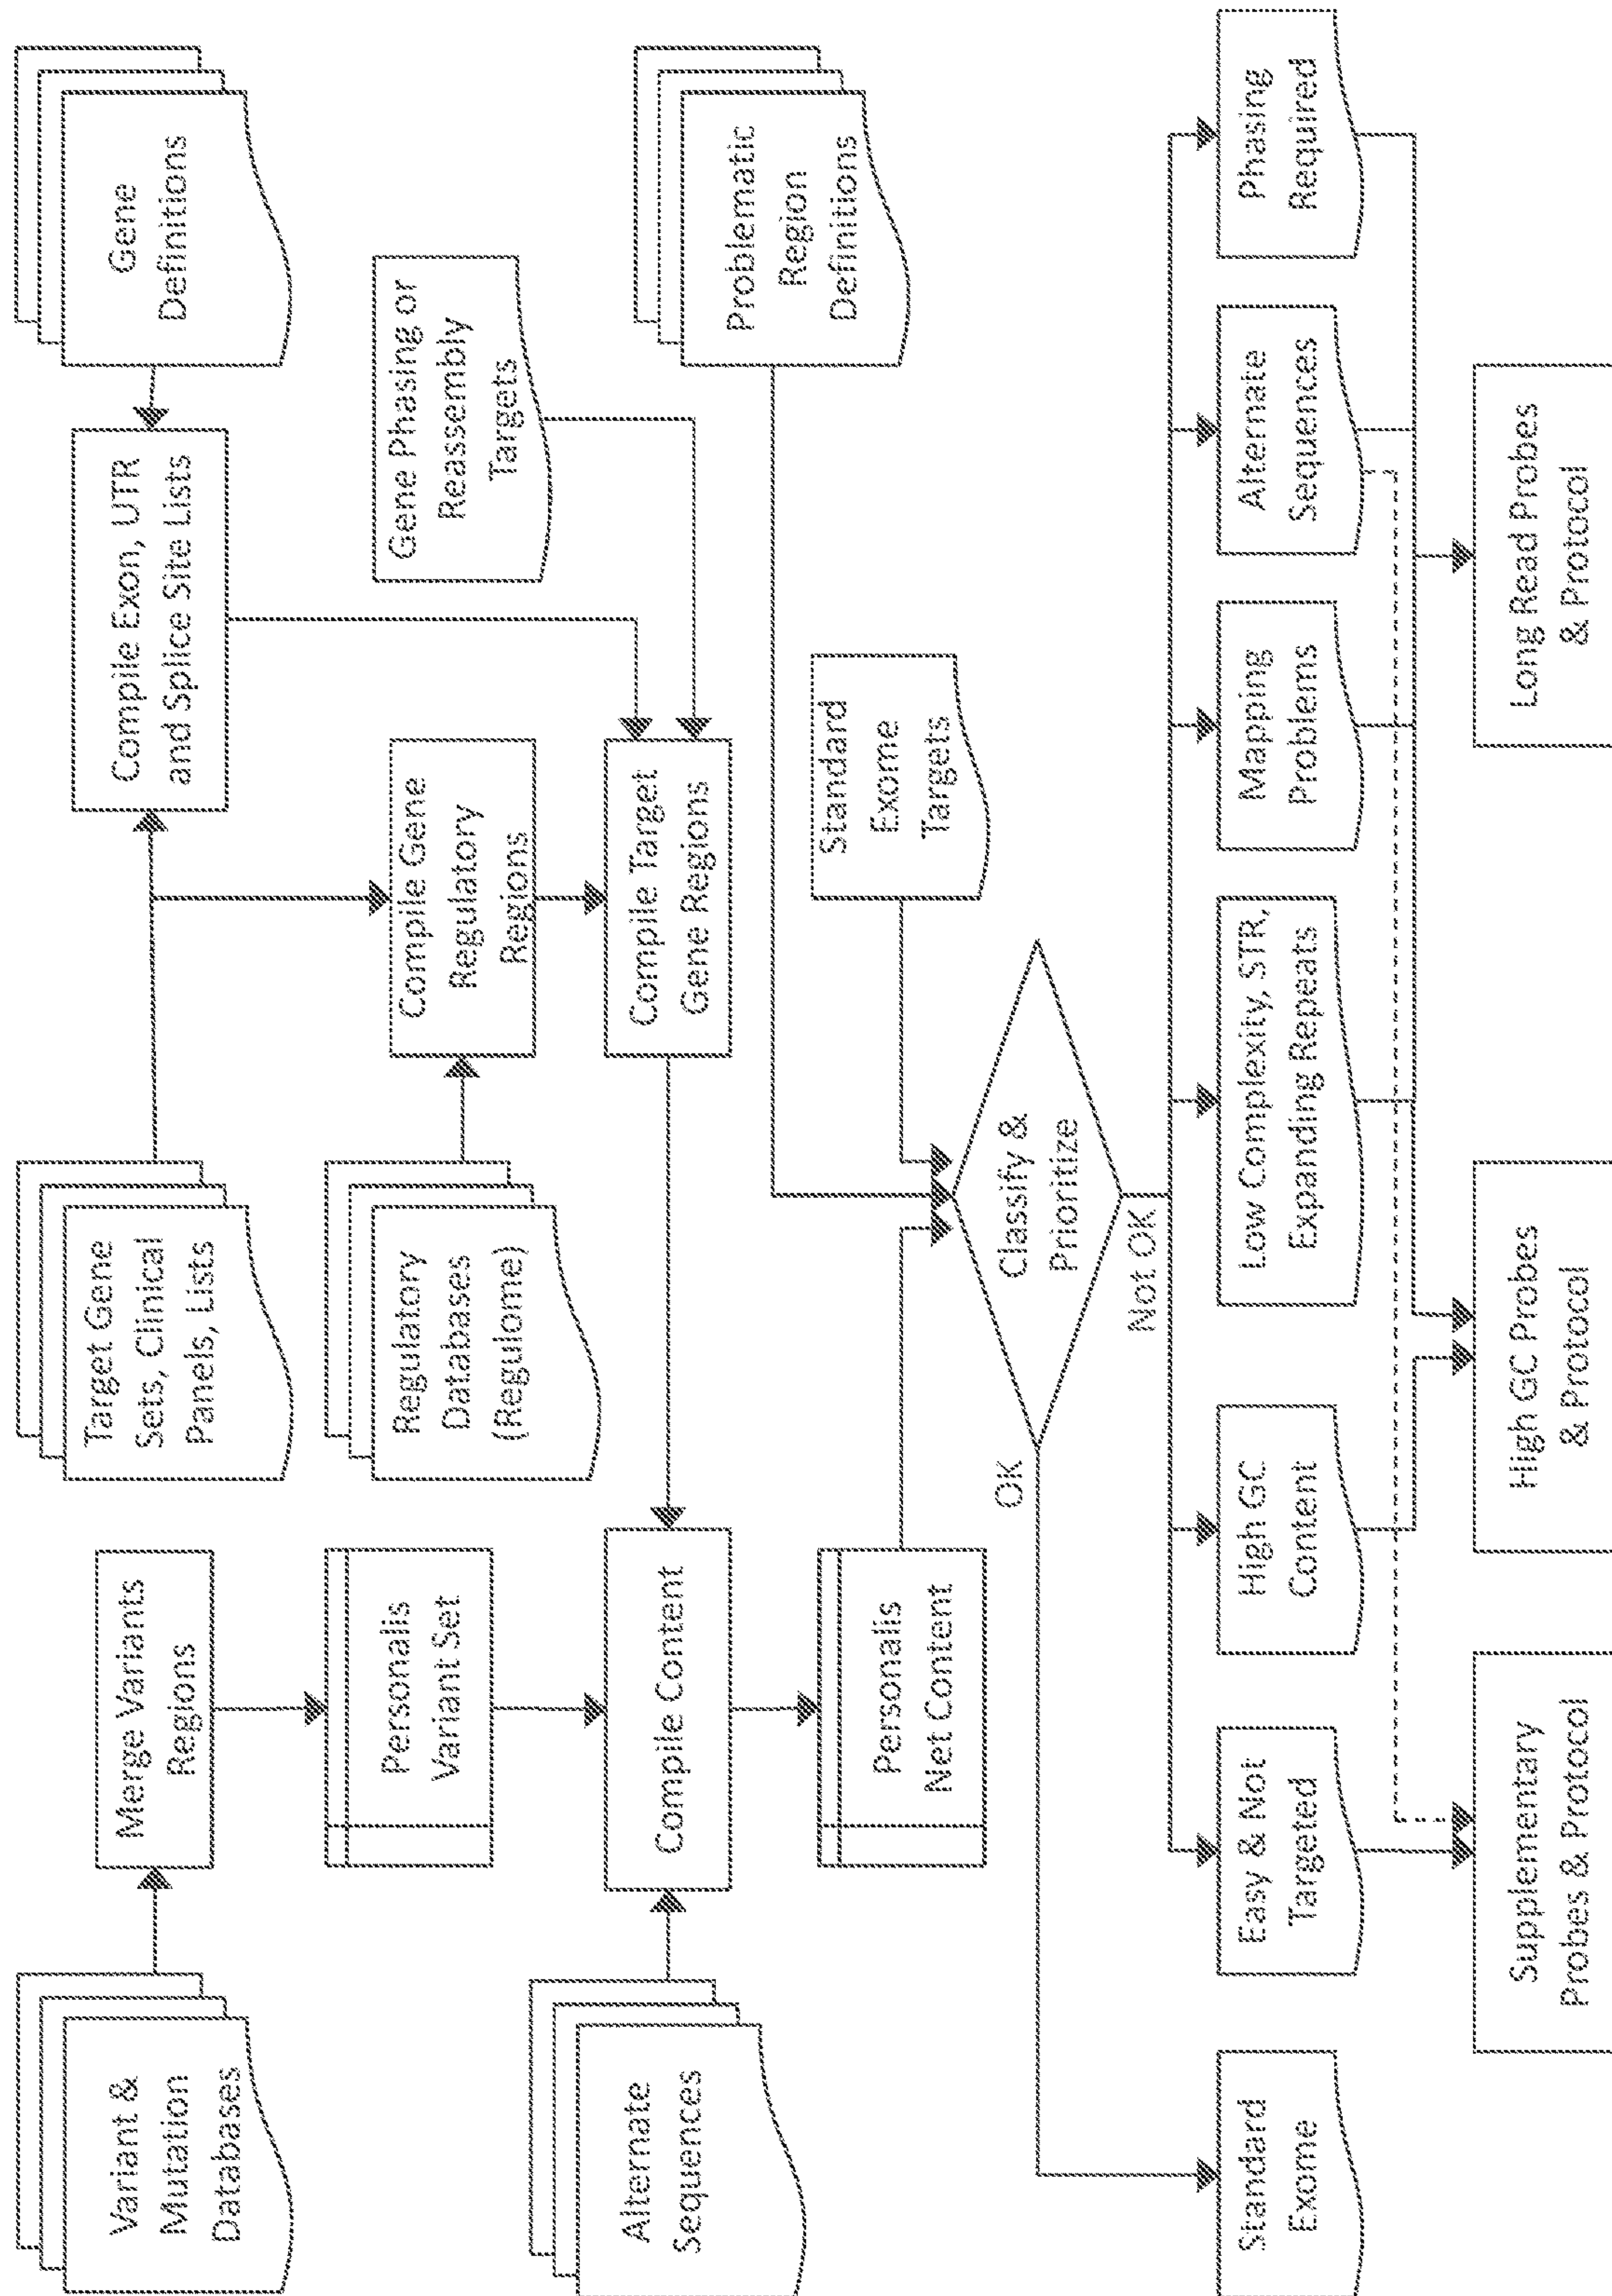 Variant &
Mutation
Databases
Merge Variants
Regions
Target Gene
Sets, Clinical
Panels, Lists
Compile Exon, UTR
and Splice Site Lists
Gene
Definitions
Personalis
Variant Set
Regulatory
Databases
(Regulome)
Compile Gene
Regulatory
Regions
Gene Phasing or
Reassembly
Targets
Alternate
Sequences
Compile Content
Compile Target
Gene Regions
Problematic
Region
Definitions
Personalis
Net Content
Standard
Exome
Targets
Classify &
Prioritize
OK
Not OK
Standard
Exome
Easy & Not
Targeted
High GC
Content
Low Complexity, STR,
Expanding Repeats
Mapping
Problems
Alternate
Sequences
Phasing
Required
Supplementary
Probes & Protocol
High GC Probes
& Protocol
Long Read Probes
& Protocol